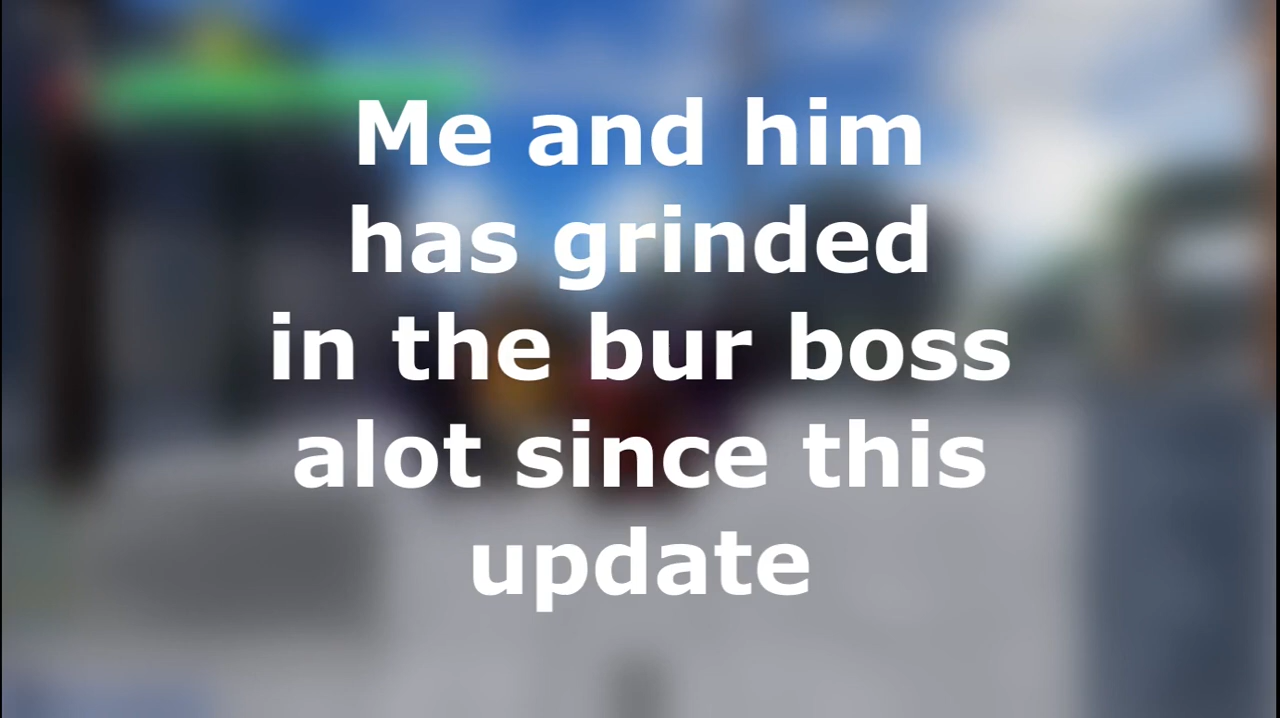 Me and him
has grinded
in the bur boss
alot since this
update